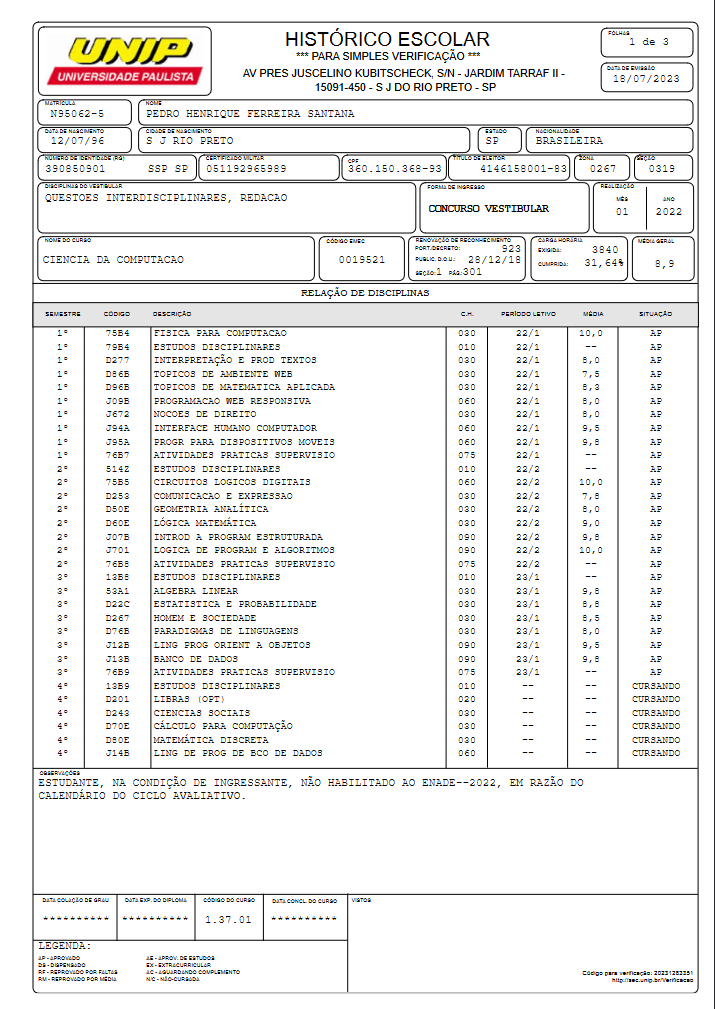 UNIP
UNIVERSIDADE PAULISTA
HISTÓRICO ESCOLAR
*** PARA SIMPLES VERIFICAÇÃO ***
AV PRES JUSCELINO KUBITSCHECK, S/N - JARDIM TARRAF II -
15091-450 - S J DO RIO PRETO - SP
FOLHAS
1 de 3
DATA DE EMISSÃO
18/07/2023
MATRÍCULA NOME
N95062-5 PEDRO HENRIQUE FERREIRA SANTANA
DATA DE NASCIMENTO CIDADE DE NASCIMENTO ESTADO NACIONALIDADE
12/07/96 S J RIO PRETO SP BRASILEIRA
NÚMERO DE IDENTIDADE (RG) CERTIFICADO MILITAR CPF TÍTULO DE ELEITOR ZONA SEÇÃO
390850901 SSP SP 051192965989 360.150.368-93 4146158001-83 0267 0319
DISCIPLINAS DO VESTIBULAR FORMA DE INGRESSO REALIZAÇÃO
QUESTOES INTERDISCIPLINARES, REDACAO CONCURSO VESTIBULAR MÊS ANO
01 2022
NOME DO CURSO CÓDIGO EMEC RENOVAÇÃO DE RECONHECIMENTO CARGA HORÁRIA MÉDIA GERAL
PORT./DECRETO: 923 EXIGIDA: 3840
CIENCIA DA COMPUTACAO 0019521 PUBLIC. D.O.U.: 28/12/18 CUMPRIDA: 31,64% 8,9
SEÇÃO:1 PÁG:301
RELAÇÃO DE DISCIPLINAS
SEMESTRE CÓDIGO DESCRIÇÃO C.H. PERÍODO LETIVO MÉDIA SITUAÇÃO
1º 75B4 FISICA PARA COMPUTACAO 030 22/1 10,0 AP
1º 79B4 ESTUDOS DISCIPLINARES 010 22/1 -- AP
1º D277 INTERPRETAÇÃO E PROD TEXTOS 030 22/1 8,0 AP
1º D86B TOPICOS DE AMBIENTE WEB 030 22/1 7,5 AP
1º D96B TOPICOS DE MATEMATICA APLICADA 030 22/1 8,3 AP
1º J09B PROGRAMACAO WEB RESPONSIVA 060 22/1 8,0 AP
1º J672 NOCOES DE DIREITO 030 22/1 8,0 AP
1º J94A INTERFACE HUMANO COMPUTADOR 060 22/1 9,5 AP
1º J95A PROGR PARA DISPOSITIVOS MOVEIS 060 22/1 9,8 AP
1º 76B7 ATIVIDADES PRATICAS SUPERVISIO 075 22/1 -- AP
2º 514Z ESTUDOS DISCIPLINARES 010 22/2 -- AP
2º 75B5 CIRCUITOS LOGICOS DIGITAIS 060 22/2 10,0 AP
2º D253 COMUNICACAO E EXPRESSAO 030 22/2 7,8 AP
2º D50E GEOMETRIA ANALÍTICA 030 22/2 8,0 AP
2º D60E LÓGICA MATEMÁTICA 030 22/2 9,0 AP
2º J07B INTROD A PROGRAM ESTRUTURADA 090 22/2 9,8 AP
2º J701 LOGICA DE PROGRAM E ALGORITMOS 090 22/2 10,0 AP
2º 76B8 ATIVIDADES PRATICAS SUPERVISIO 075 22/2 -- AP
3º 13B8 ESTUDOS DISCIPLINARES 010 23/1 -- AP
3º 53A1 ALGEBRA LINEAR 030 23/1 9,8 AP
3º D22C ESTATISTICA E PROBABILIDADE 030 23/1 8,8 AP
3º D267 HOMEM E SOCIEDADE 030 23/1 8,5 AP
3º D76B PARADIGMAS DE LINGUAGENS 030 23/1 8,0 AP
3º J12B LING PROG ORIENT A OBJETOS 090 23/1 9,5 AP
3º J13B BANCO DE DADOS 090 23/1 9,8 AP
3º 76B9 ATIVIDADES PRATICAS SUPERVISIO 075 23/1 -- AP
4º 13B9 ESTUDOS DISCIPLINARES 010 -- -- CURSANDO
4º D201 LIBRAS (OPT) 020 -- -- CURSANDO
4º D243 CIENCIAS SOCIAIS 030 -- -- CURSANDO
4º D70E CÁLCULO PARA COMPUTAÇÃO 030 -- -- CURSANDO
4º D80E MATEMÁTICA DISCRETA 030 -- -- CURSANDO
4º J14B LING DE PROG DE BCO DE DADOS 060 -- -- CURSANDO
OBSERVAÇÕES
ESTUDANTE, NA CONDIÇÃO DE INGRESSANTE, NÃO HABILITADO AO ENADE--2022, EM RAZÃO DO
CALENDÁRIO DO CICLO AVALIATIVO.
DATA COLAÇÃO DE GRAU DATA EXP. DO DIPLOMA CÓDIGO DO CURSO DATA CONCL. DO CURSO VISTOS
********** ********** 1.37.01 **********
LEGENDA:
AP - APROVADO AE - APROV. DE ESTUDOS
DS - DISPENSADO EX - EXTRACURRICULAR
RF - REPROVADO POR FALTAS AC - AGUARDANDO COMPLEMENTO
RM - REPROVADO POR MÉDIA N/C - NÃO-CURSADA
Código para verificação: 20231283351
http://sec.unip.br/Verificacao